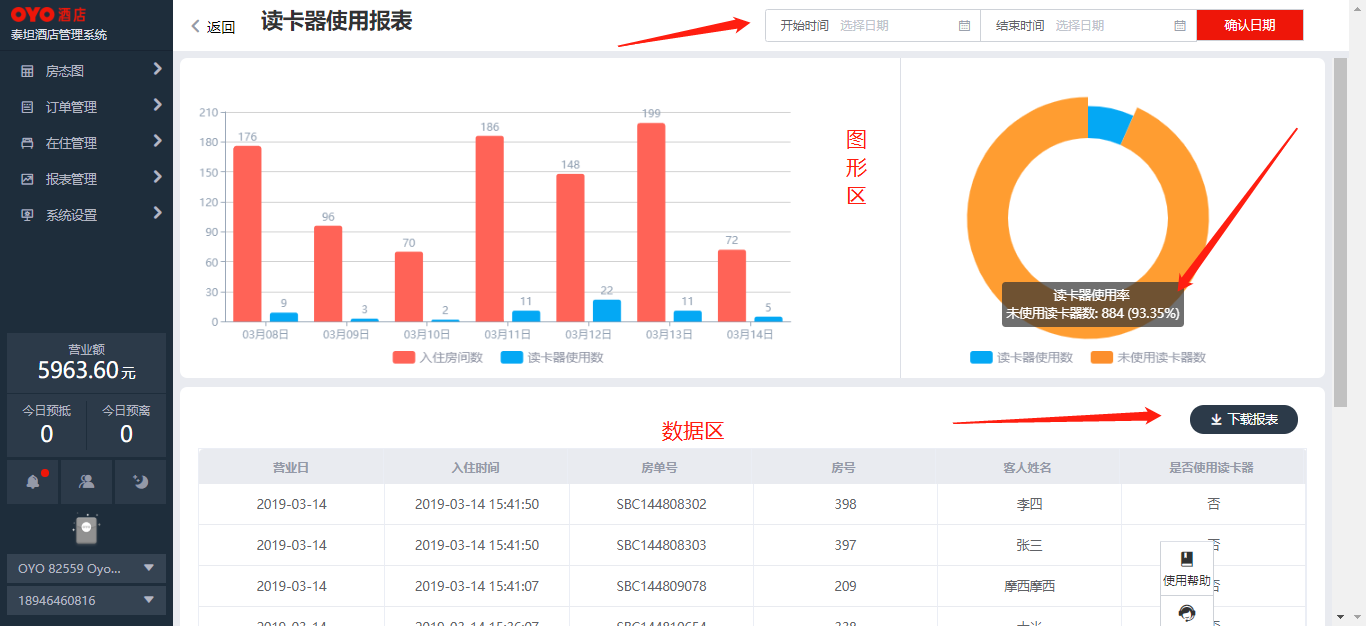 OYO 酒店
泰坦酒店管理系统
房态图
订单管理
在住管理
报表管理
系统设置
营业额
5963.60元
今日预抵
今日预离
0
0
OYO 82559 Oyo...
18946460816
返回
读卡器使用报表
开始时间 选择日期
结束时间 选择日期
确认日期
210
180
150
120
90
60
30
0
176
9
96
3
70
2
186
11
148
22
199
11
72
5
03月08日
03月09日
03月10日
03月11日
03月12日
03月13日
03月14日
入住房间数
读卡器使用数
图
形
区
读卡器使用率
未使用读卡器数: 884 (93.35%)
读卡器使用数
未使用读卡器数
数据区
下载报表
营业日 入住时间 房单号 房号 客人姓名 是否使用读卡器
2019-03-14 2019-03-14 15:41:50 SBC144808302 398 李四 否
2019-03-14 2019-03-14 15:41:50 SBC144808303 397 张三 否
2019-03-14 2019-03-14 15:41:07 SBC144809078 209 摩西摩西 否
使用帮助